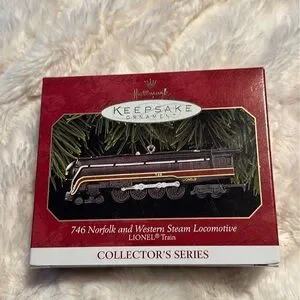 Hallmark
KEEPSAKE
ORNAMENT
746 Norfolk and Western Steam Locomotive
LIONEL® Train
COLLECTOR'S SERIES